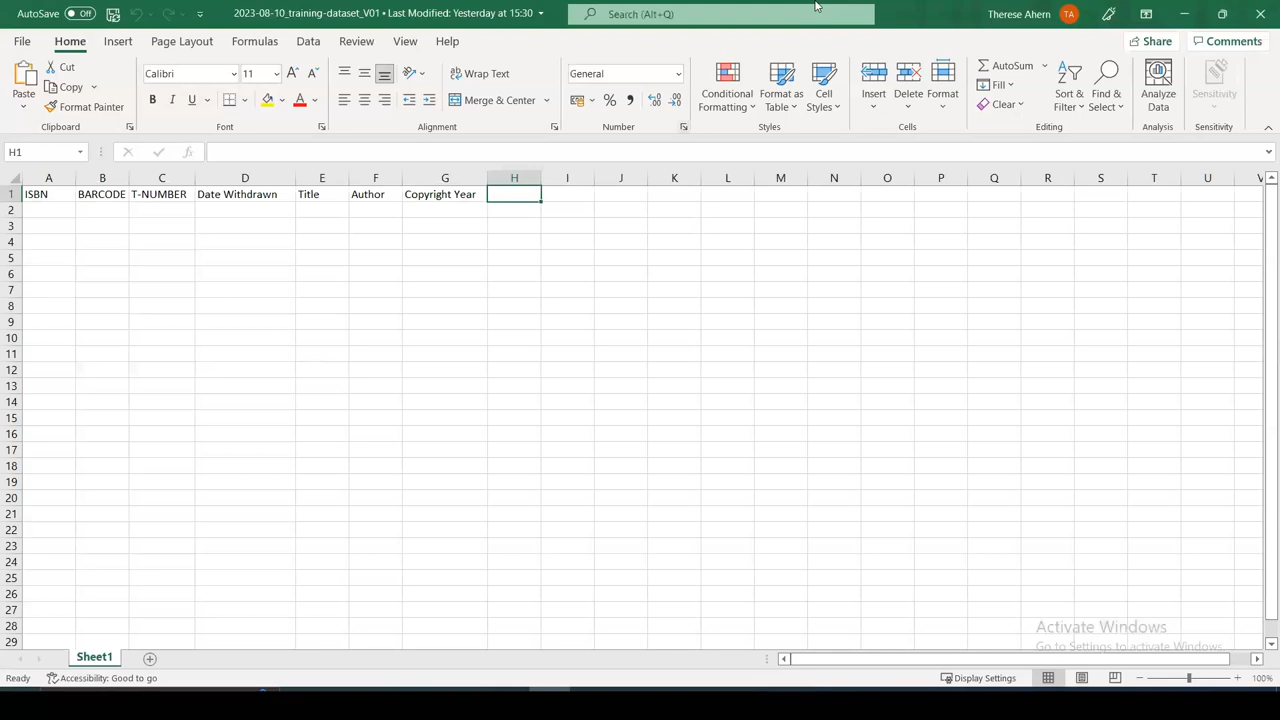 AutoSave Off 2023-08-10_training-dataset_V01 • Last Modified: Yesterday at 15:30 Search (Alt+Q) Therese Ahern TA
File Home Insert Page Layout Formulas Data Review View Help Share Comments
Paste Cut Copy Format Painter Clipboard
Calibri 11 A A B I U A Font
Wrap Text Merge & Center Alignment
General % Number
Conditional Formatting Format as Table Cell Styles Styles
Insert Delete Format Cells
AutoSum Fill Clear Sort & Filter Find & Select Editing
Analyze Data Analysis
Sensitivity Sensitivity
H1 fx
A B C D E F G H I J K L M N O P Q R S T U V
1 ISBN BARCODE T-NUMBER Date Withdrawn Title Author Copyright Year
2
3
4
5
6
7
8
9
10
11
12
13
14
15
16
17
18
19
20
21
22
23
24
25
26
27
28
29
Activate Windows
Go to Settings to activate Windows.
Sheet1
Ready Accessibility: Good to go Display Settings 100%